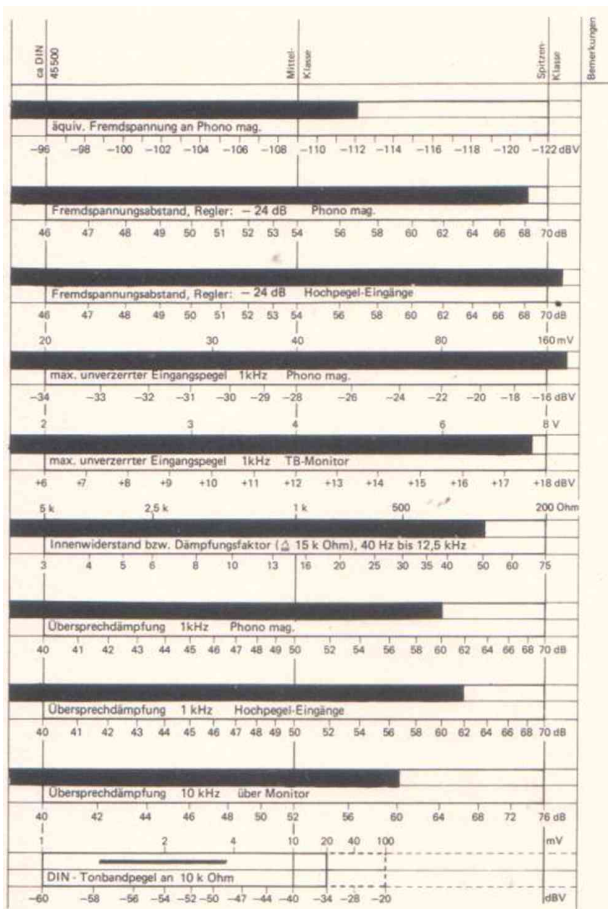 ca DIN
45500
Mittel-
Klasse
Spitzen-
Klasse
Bemerkungen
äquiv. Fremdspannung an Phono mag.
−96 −98 −100 −102 −104 −106 −108 −110 −112 −114 −116 −118 −120 −122 dBV
Fremdspannungsabstand, Regler: − 24 dB Phono mag.
46 47 48 49 50 51 52 53 54 56 58 60 62 64 66 68 70 dB
Fremdspannungsabstand, Regler: − 24 dB Hochpegel-Eingänge
46 47 48 49 50 51 52 53 54 56 58 60 62 64 66 68 70 dB
20 30 40 80 160 mV
max. unverzerrter Eingangspegel 1kHz Phono mag.
−34 −33 −32 −31 −30 −29 −28 −26 −24 −22 −20 −18 −16 dBV
2 3 4 6 8 V
max. unverzerrter Eingangspegel 1kHz TB-Monitor
+6 +7 +8 +9 +10 +11 +12 +13 +14 +15 +16 +17 +18 dBV
5 k 2,5 k 1 k 500 200 Ohm
Innenwiderstand bzw. Dämpfungsfaktor (≙ 15 k Ohm), 40 Hz bis 12,5 kHz
3 4 5 6 8 10 13 16 20 25 30 35 40 50 60 75
Übersprechdämpfung 1kHz Phono mag.
40 41 42 43 44 45 46 47 48 49 50 52 54 56 58 60 62 64 66 68 70 dB
Übersprechdämpfung 1 kHz Hochpegel-Eingänge
40 41 42 43 44 45 46 47 48 49 50 52 54 56 58 60 62 64 66 68 70 dB
Übersprechdämpfung 10 kHz über Monitor
40 42 44 46 48 50 52 54 56 60 64 68 72 76 dB
1 2 4 10 20 40 100 mV
DIN - Tonbandpegel an 10 k Ohm
−60 −58 −56 −54 −52 −50 −47 −44 −40 −34 −28 −20 dBV